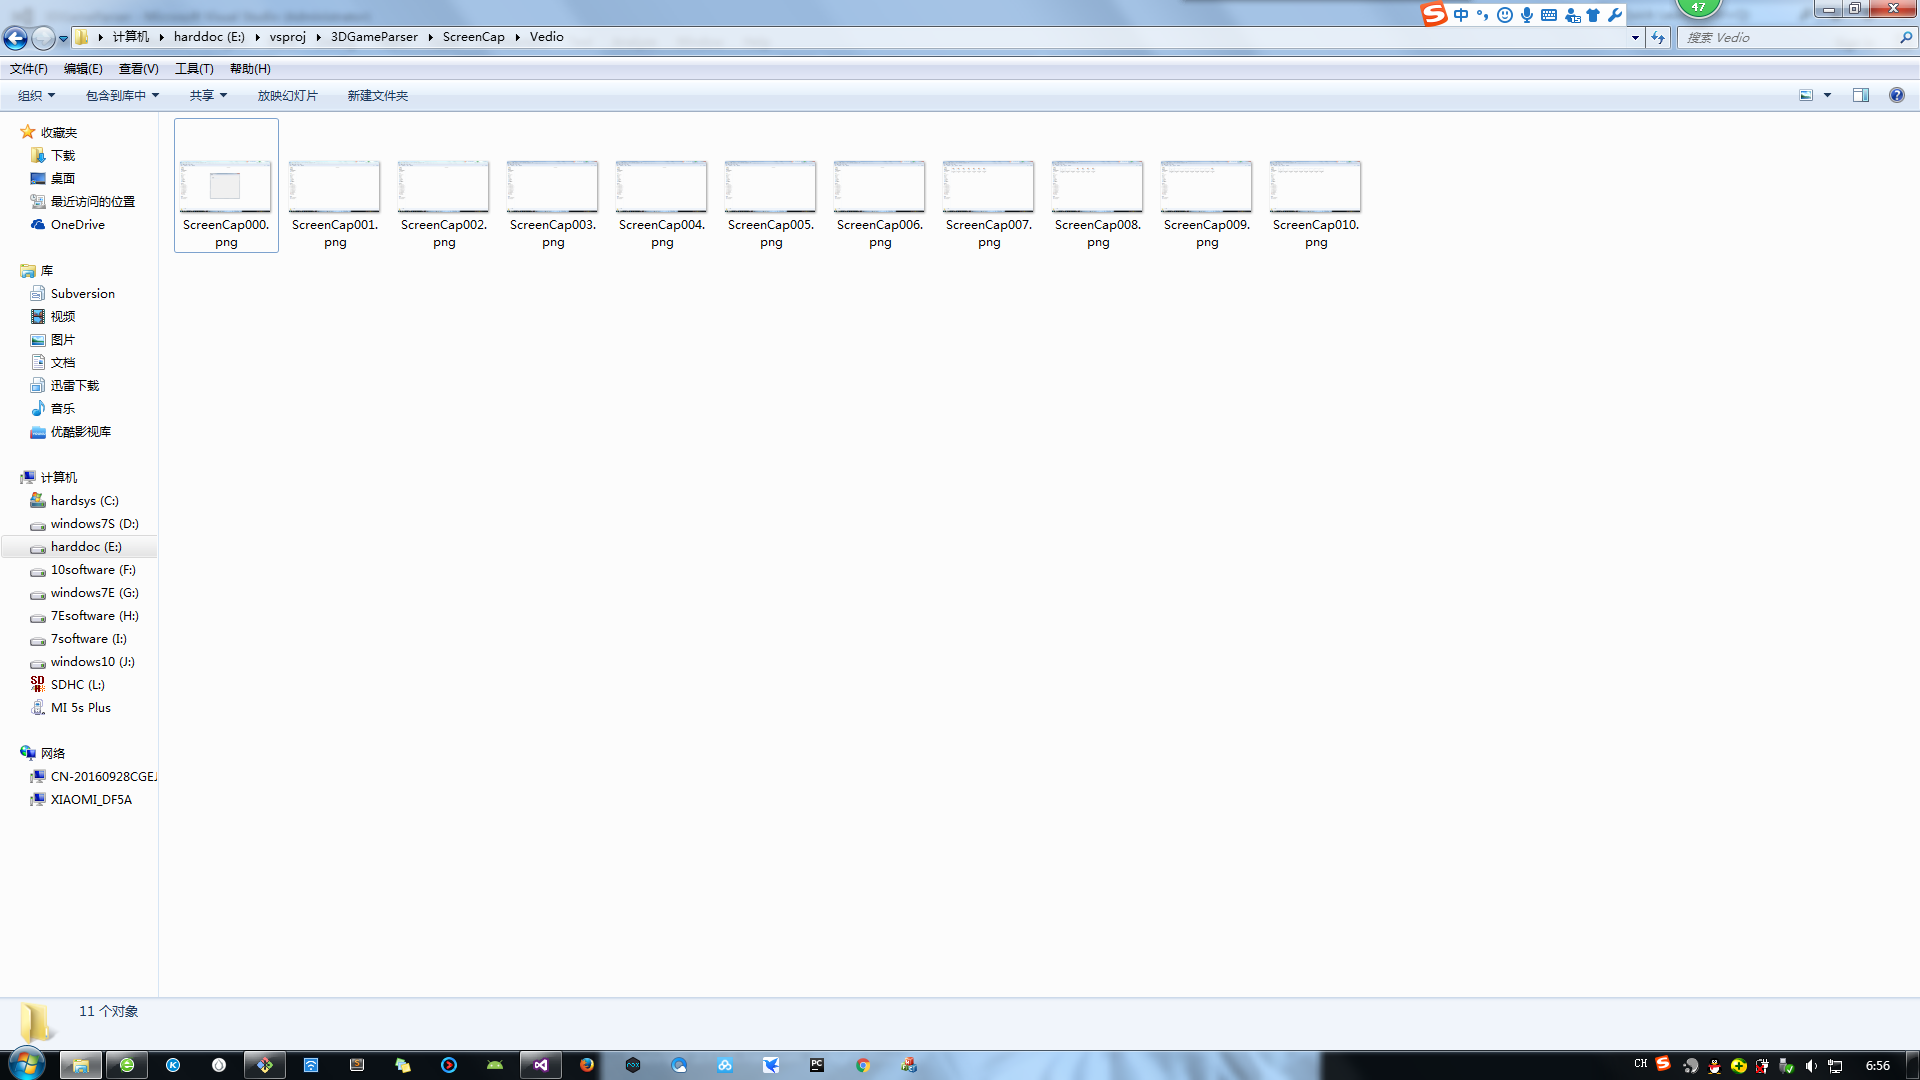 中
47
计算机 harddoc (E:) vsproj 3DGameParser ScreenCap Vedio
搜索 Vedio
文件(F) 编辑(E) 查看(V) 工具(T) 帮助(H)
组织 包含到库中 共享 放映幻灯片 新建文件夹
收藏夹
下载
桌面
最近访问的位置
OneDrive
库
Subversion
视频
图片
文档
迅雷下载
音乐
优酷影视库
计算机
hardsys (C:)
windows7S (D:)
harddoc (E:)
10software (F:)
windows7E (G:)
7Esoftware (H:)
7software (I:)
windows10 (J:)
SDHC (L:)
MI 5s Plus
网络
CN-20160928CGEJ
XIAOMI_DF5A
ScreenCap000.
png
ScreenCap001.
png
ScreenCap002.
png
ScreenCap003.
png
ScreenCap004.
png
ScreenCap005.
png
ScreenCap006.
png
ScreenCap007.
png
ScreenCap008.
png
ScreenCap009.
png
ScreenCap010.
png
11 个对象
CH
6:56